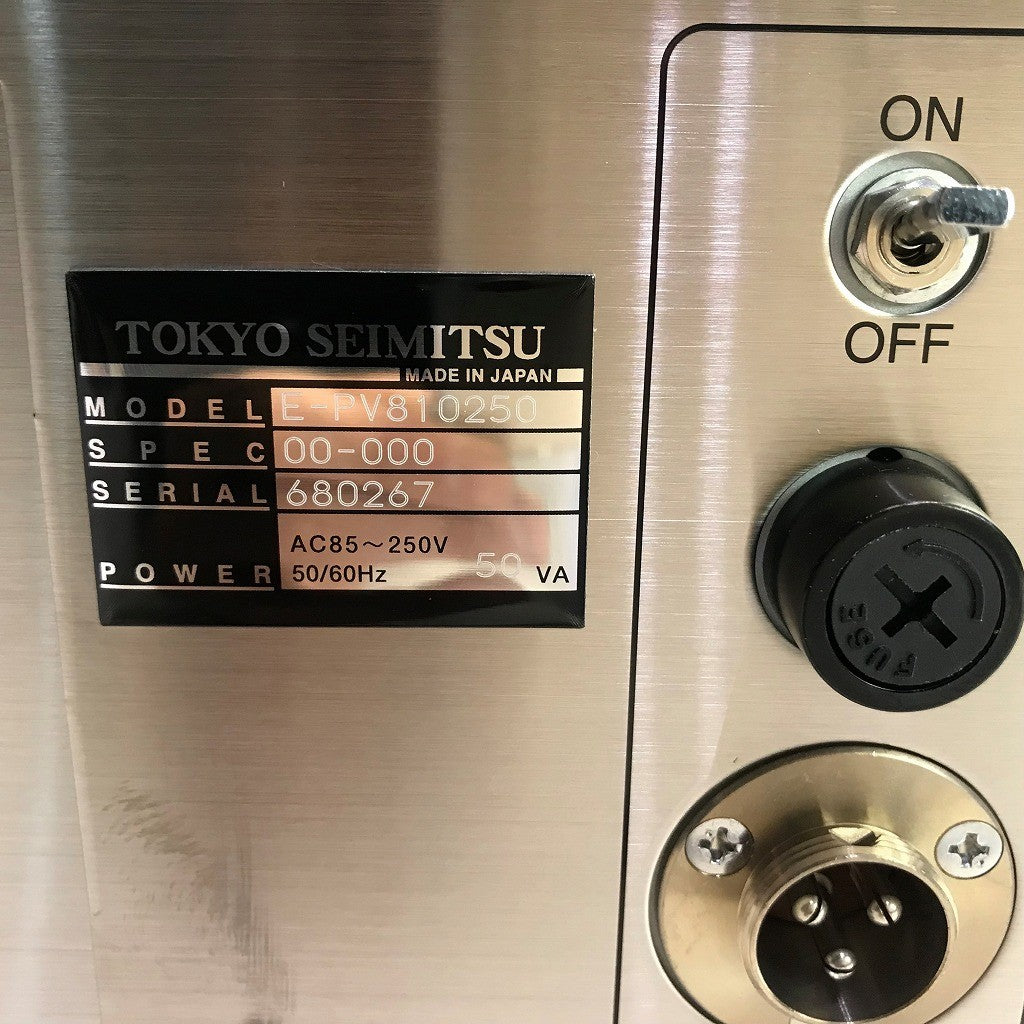 TOKYO SEIMITSU
MADE IN JAPAN
MODEL E-PV810250
SPEC 00-000
SERIAL 680267
POWER AC85～250V
50/60Hz 50 VA
ON
OFF
FUSE